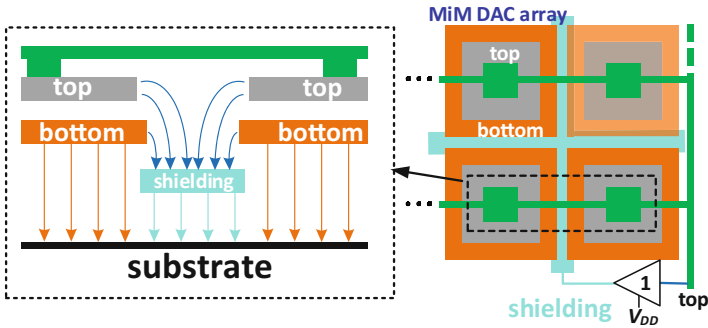 MiM DAC array
top
top
bottom
bottom
shielding
substrate
top
bottom
shielding
1
V_DD
top